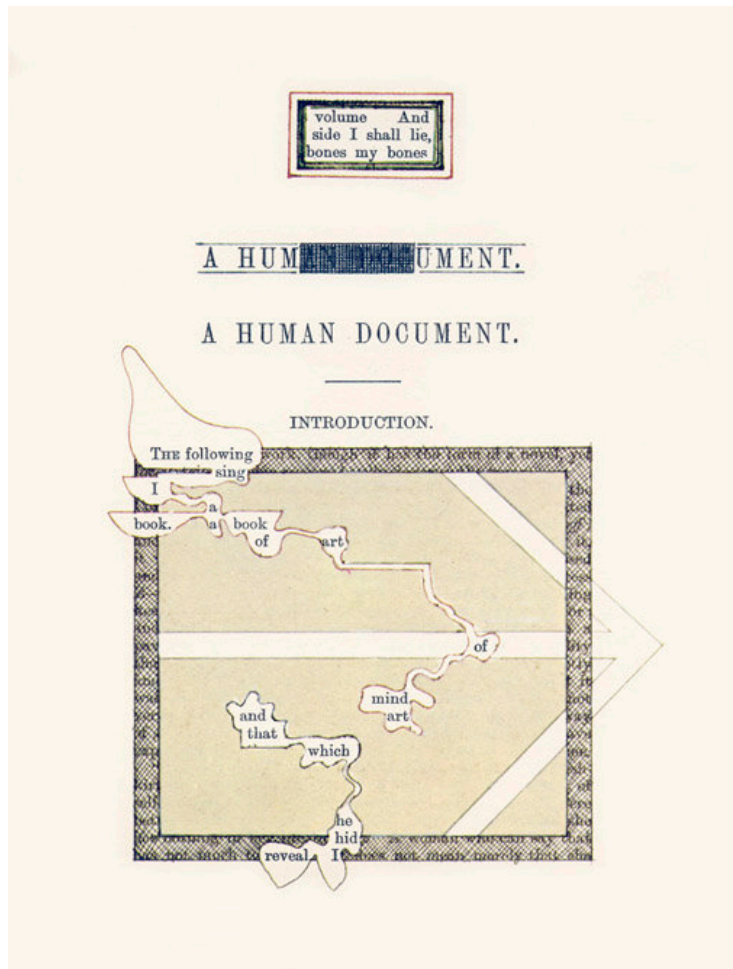 volume And
side I shall lie,
bones my bones
A HUM UMENT.
A HUMAN DOCUMENT.
INTRODUCTION.
THE following
sing
I
a
book. a book
of art
of
mind
art
and
that
which
he
hid
reveal. It